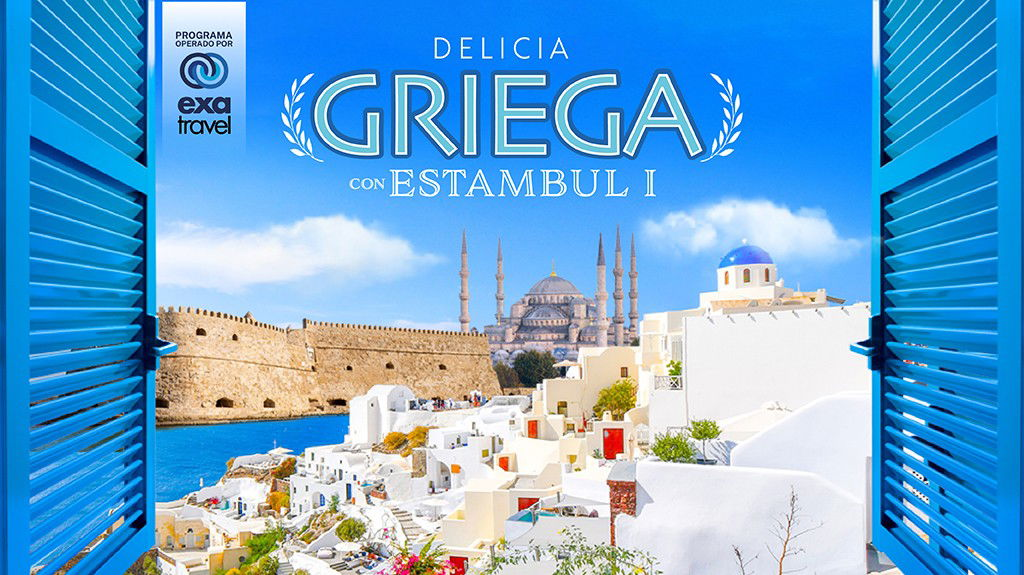 PROGRAMA
OPERADO POR
exa
travel
DELICIA
GRIEGA
CON ESTAMBUL I